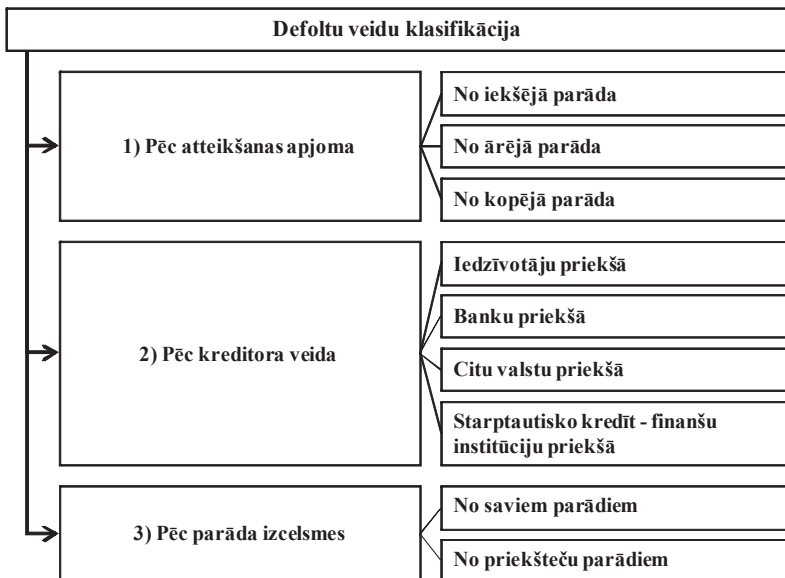 Defoltu veidu klasifikācija
1) Pēc atteikšanas apjoma
No iekšējā parāda
No ārējā parāda
No kopējā parāda
2) Pēc kreditora veida
Iedzīvotāju priekšā
Banku priekšā
Citu valstu priekšā
Starptautisko kredīt - finanšu
institūciju priekšā
3) Pēc parāda izcelsmes
No saviem parādiem
No priekšteču parādiem